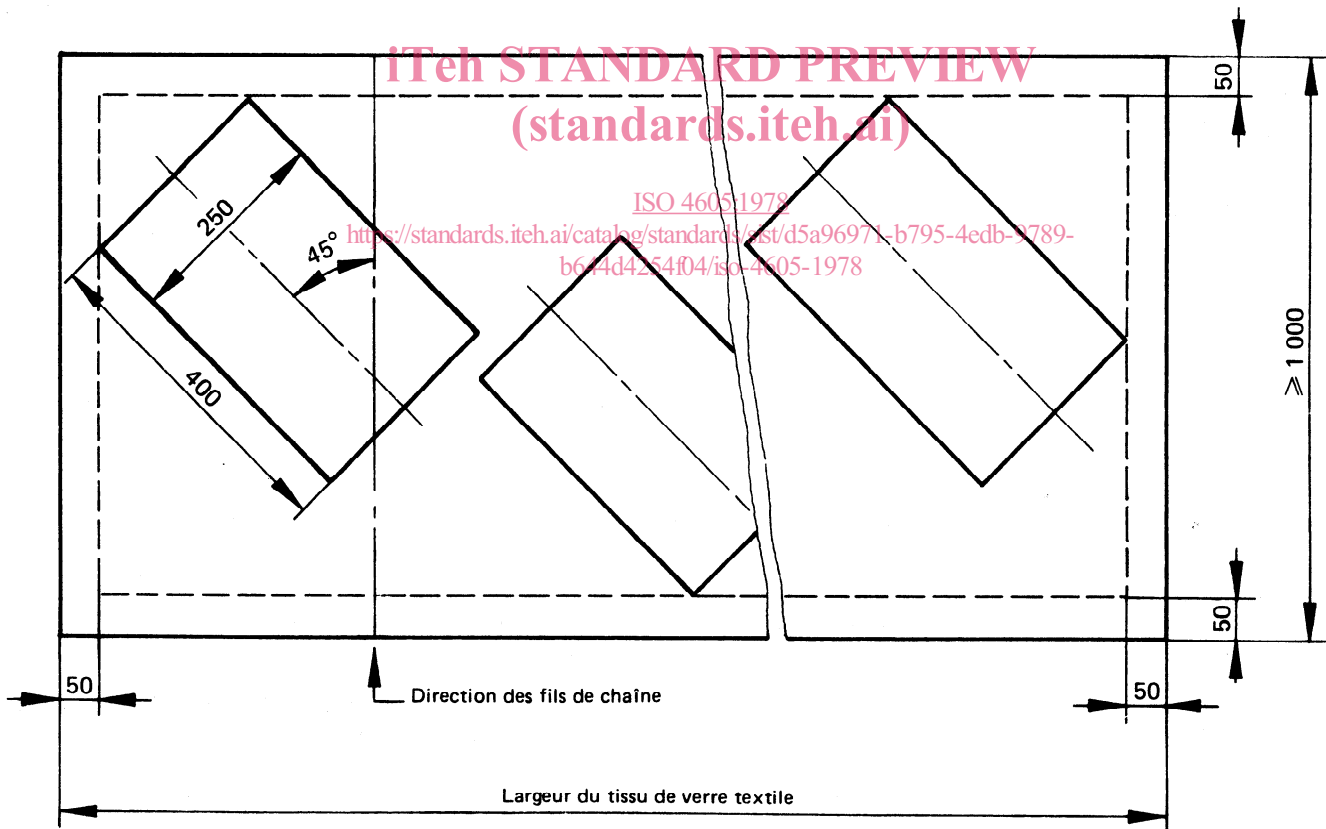 iTeh STANDARD PREVIEW
(standards.iteh.ai)
ISO 4605:1978
https://standards.iteh.ai/catalog/standards/sist/d5a96971-b795-4edb-9789-
b644d4254f04/iso-4605-1978
50
250
45°
400
⩾ 1 000
50
50
Direction des fils de chaîne
50
Largeur du tissu de verre textile